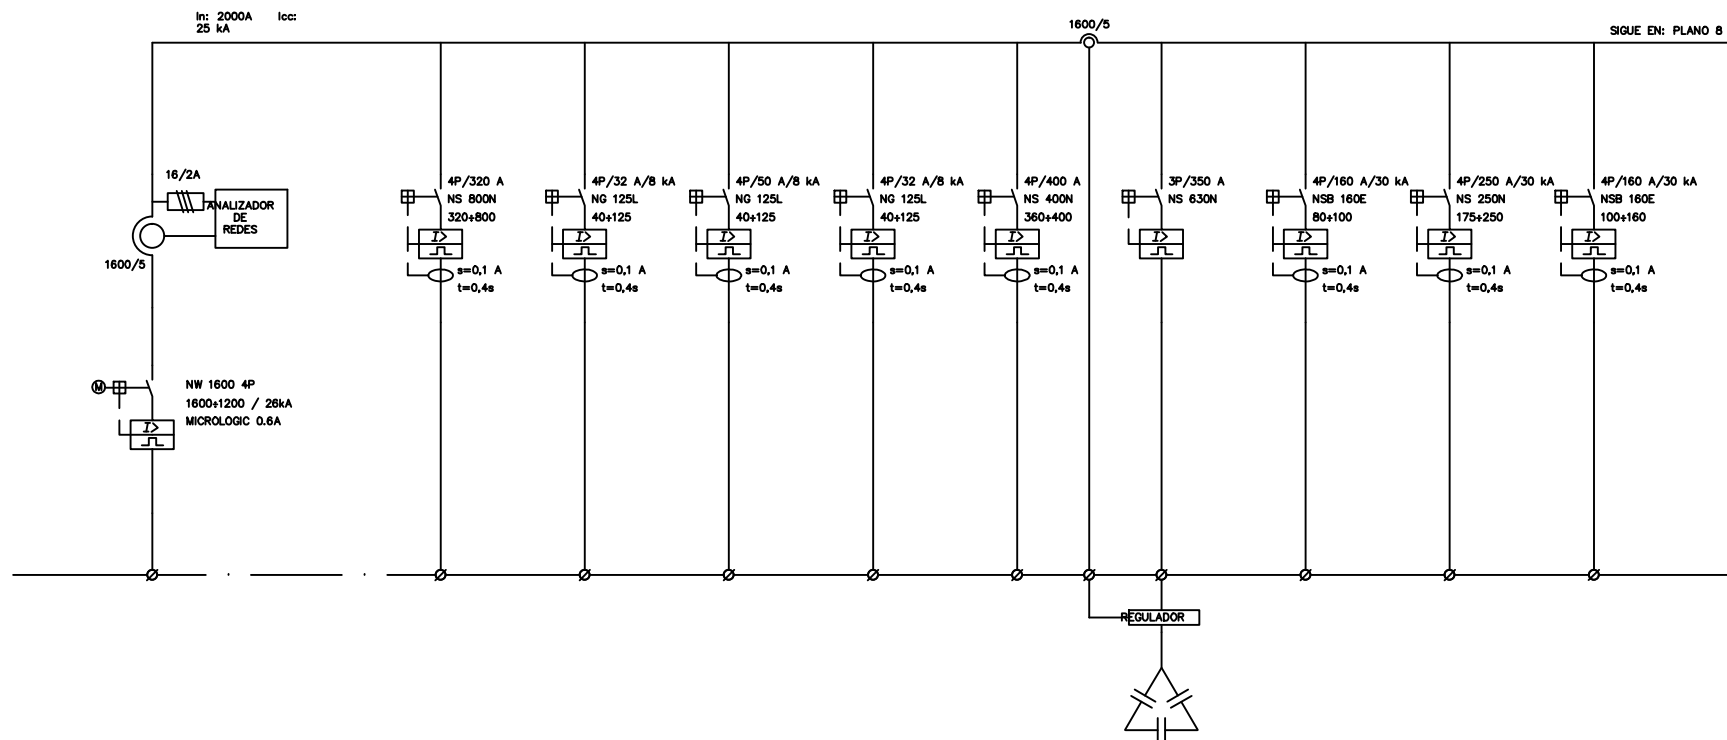 In: 2000A Icc:
25 kA
1600/5
SIGUE EN: PLANO 8
16/2A
ANALIZADOR
DE
REDES
1600/5
M
NW 1600 4P
1600÷1200 / 26kA
MICROLOGIC 0.6A
I>
4P/320 A
NS 800N
320÷800
I>
s=0,1 A
t=0,4s
4P/32 A/8 kA
NG 125L
40÷125
I>
s=0,1 A
t=0,4s
4P/50 A/8 kA
NG 125L
40÷125
I>
s=0,1 A
t=0,4s
4P/32 A/8 kA
NG 125L
40÷125
I>
s=0,1 A
t=0,4s
4P/400 A
NS 400N
360÷400
I>
s=0,1 A
t=0,4s
3P/350 A
NS 630N
I>
4P/160 A/30 kA
NSB 160E
80÷100
I>
s=0,1 A
t=0,4s
4P/250 A/30 kA
NS 250N
175÷250
I>
s=0,1 A
t=0,4s
4P/160 A/30 kA
NSB 160E
100÷160
I>
s=0,1 A
t=0,4s
REGULADOR